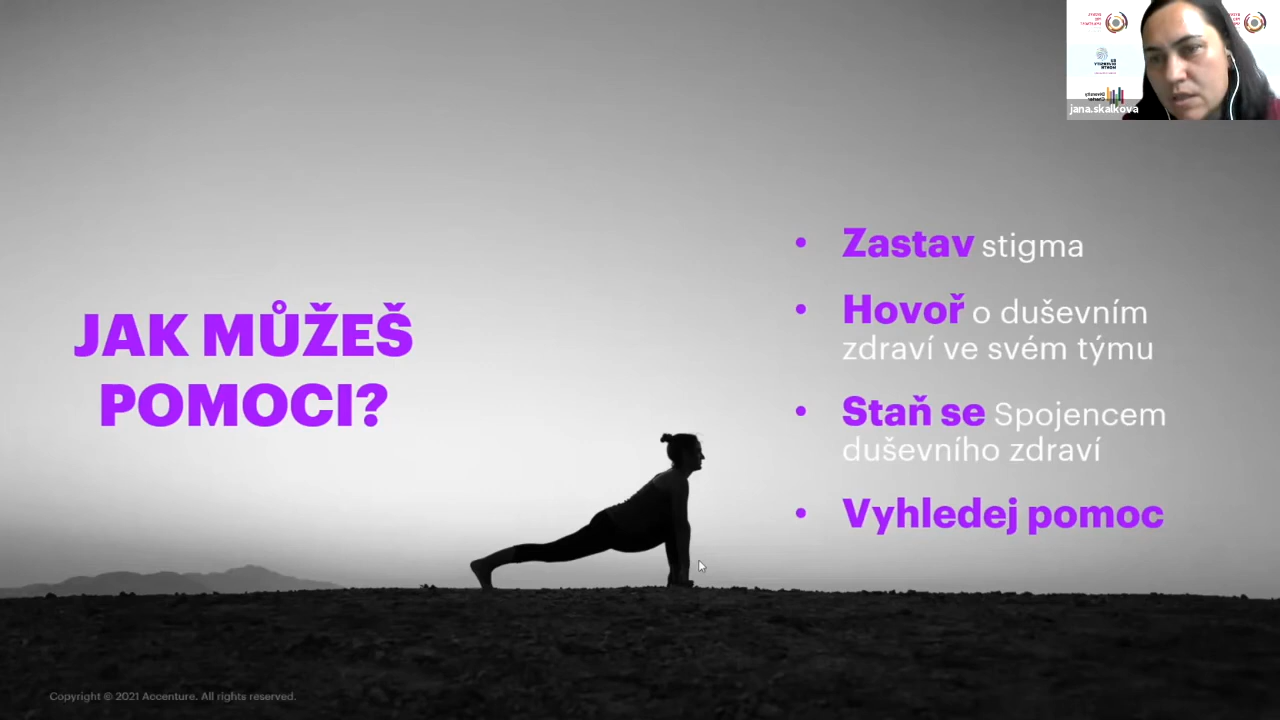 jana.skalkova
JAK MŮŽEŠ
POMOCI?
• Zastav stigma
• Hovoř o duševním
zdraví ve svém týmu
• Staň se Spojencem
duševního zdraví
• Vyhledej pomoc
Copyright © 2021 Accenture. All rights reserved.